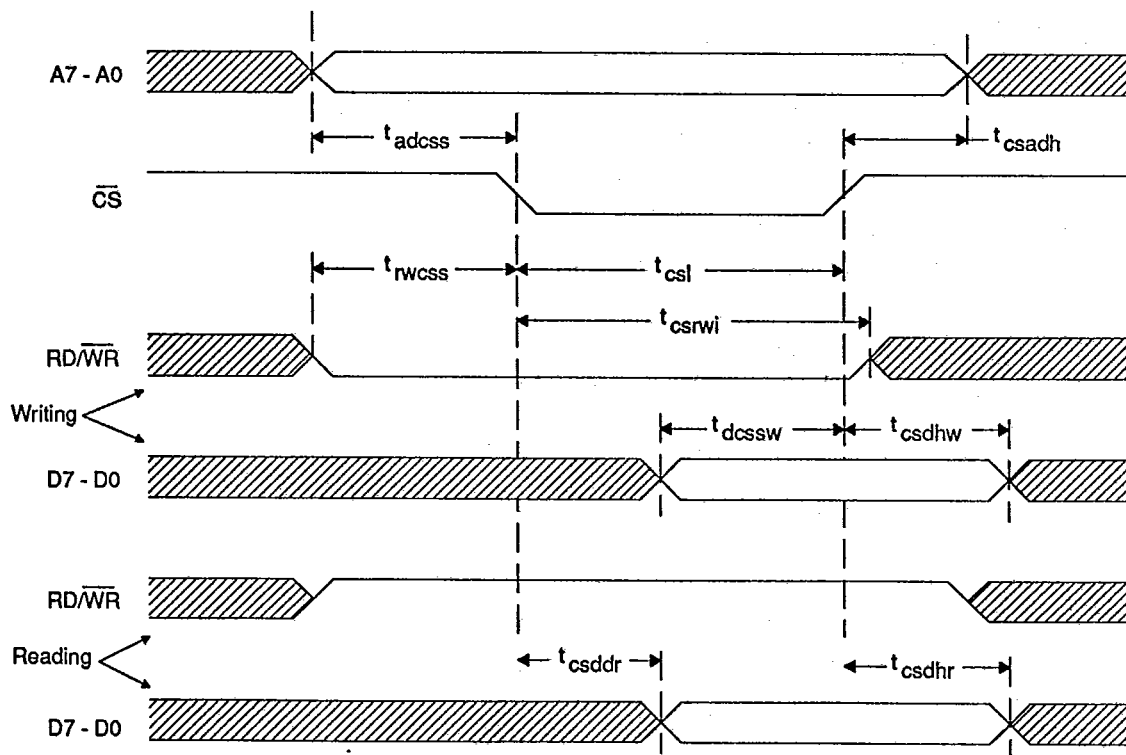 A7 - A0
t adcss
t csadh
CS
t rwcss
t csl
t csrwi
RD/WR
Writing
t dcssw
t csdhw
D7 - D0
RD/WR
Reading
t csddr
t csdhr
D7 - D0